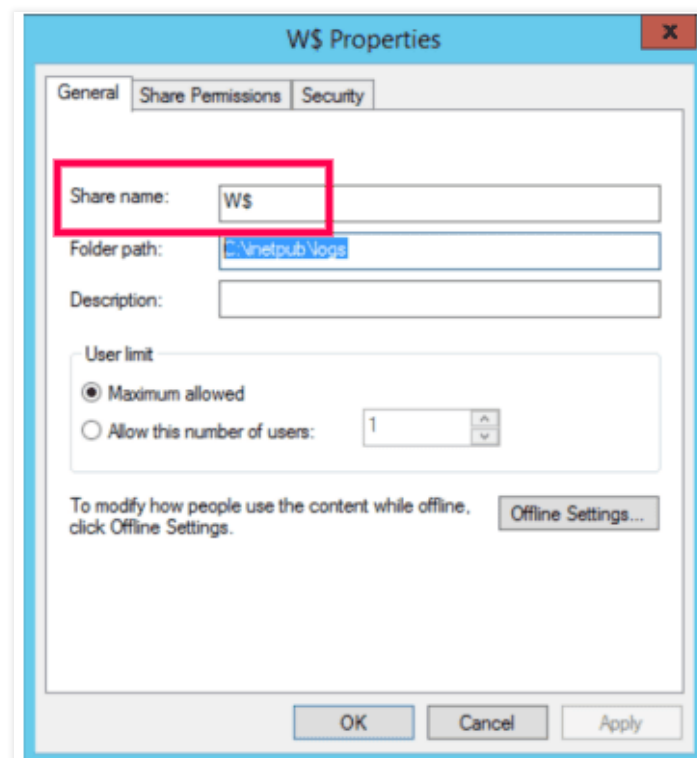 W$ Properties
x
General Share Permissions Security
Share name: W$
Folder path: C:\inetpub\logs
Description:
User limit
Maximum allowed
Allow this number of users: 1
To modify how people use the content while offline,
click Offline Settings.
Offline Settings...
OK Cancel Apply